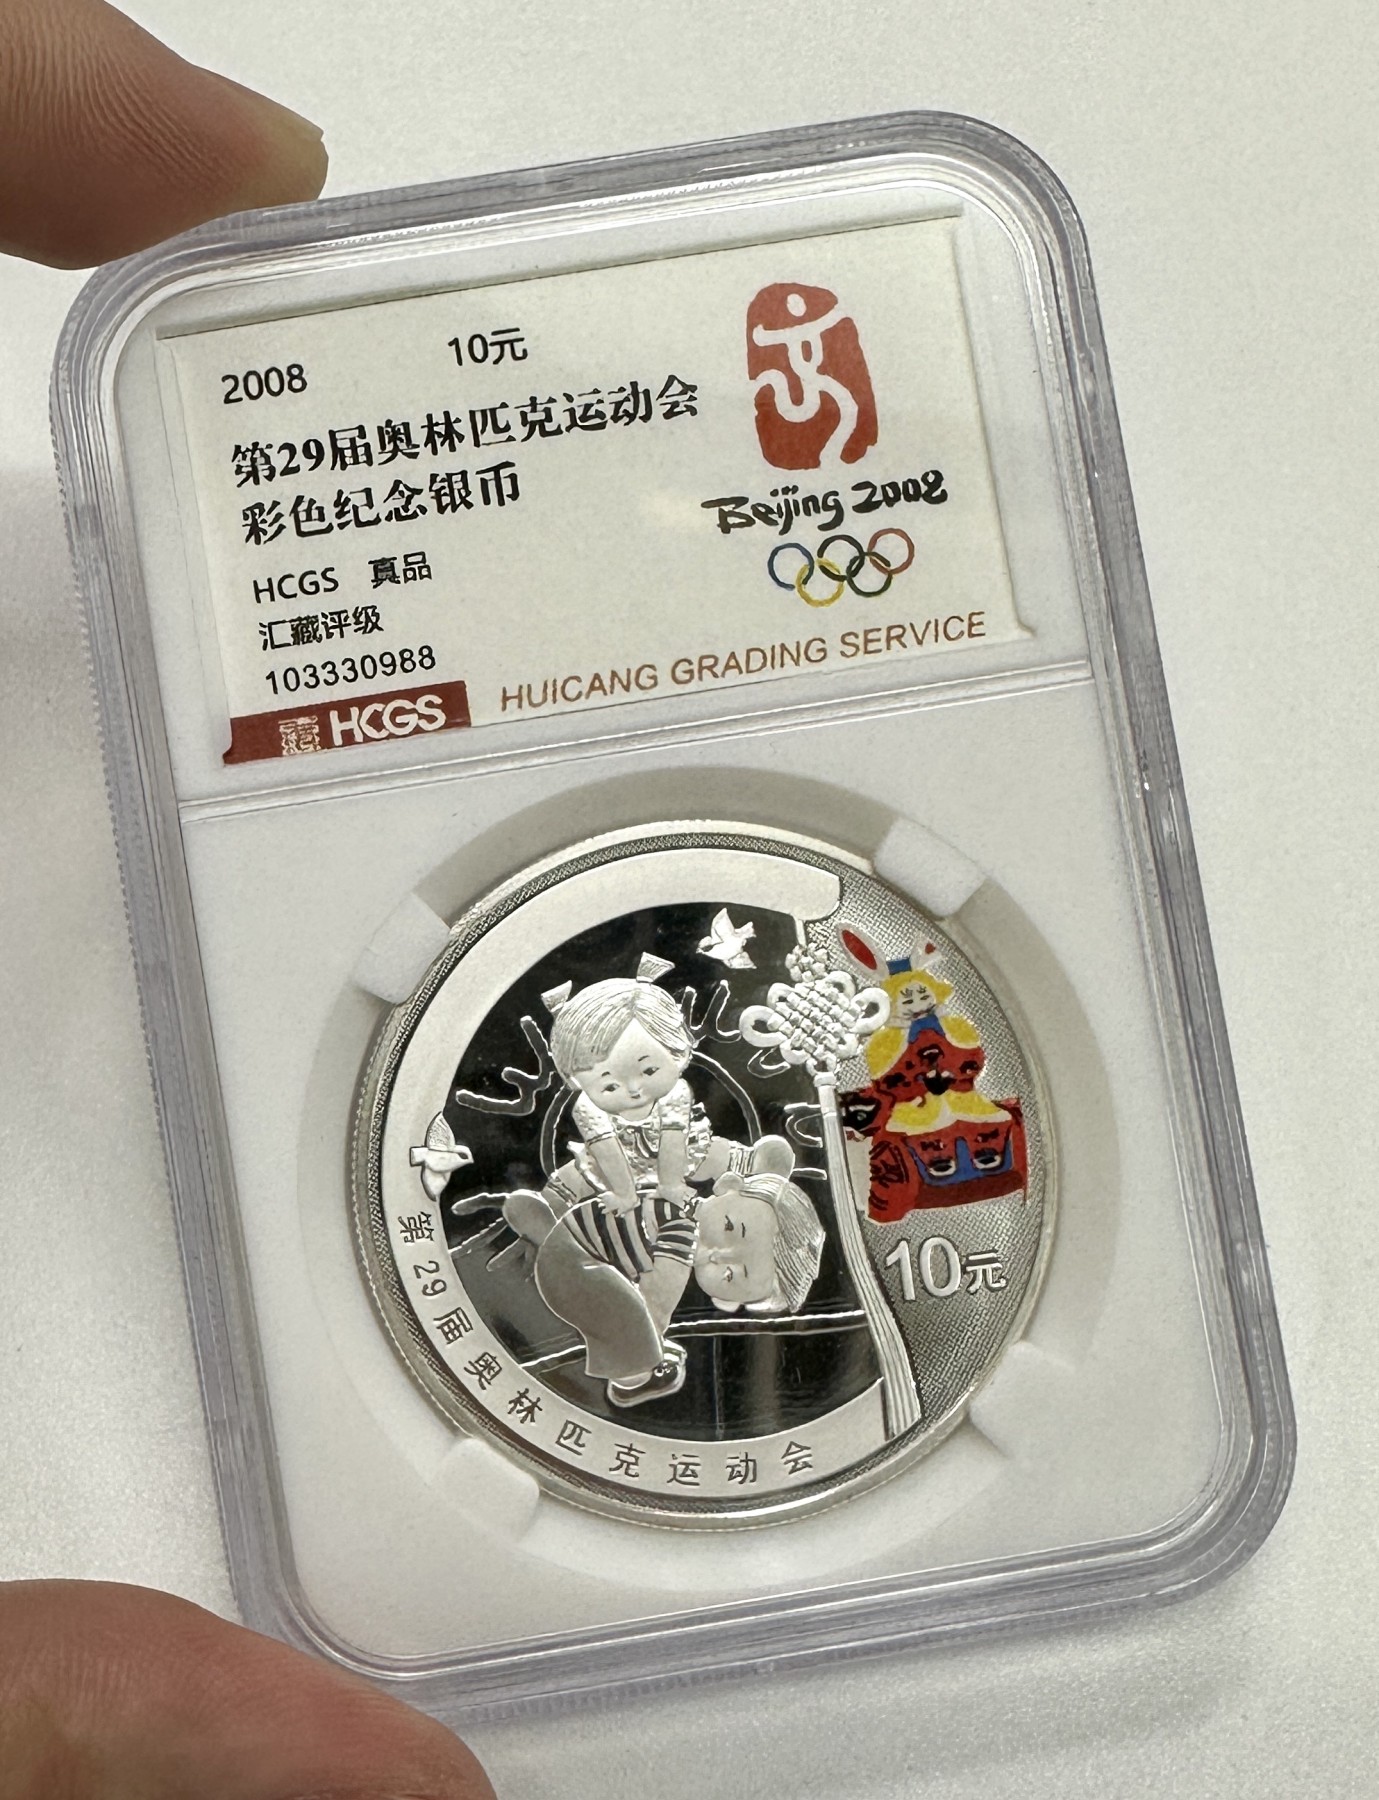 2008 10元
第29届奥林匹克运动会
彩色纪念银币
HCGS 真品
汇藏评级
103330988
HCGS HUICANG GRADING SERVICE
Beijing 2008
10元
第29届奥林匹克运动会